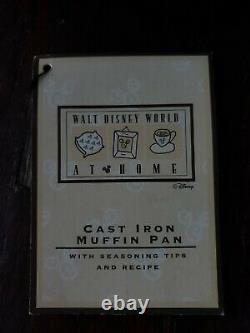 WALT DISNEY WORLD
AT HOME
© Disney
CAST IRON
MUFFIN PAN
WITH SEASONING TIPS
AND RECIPE